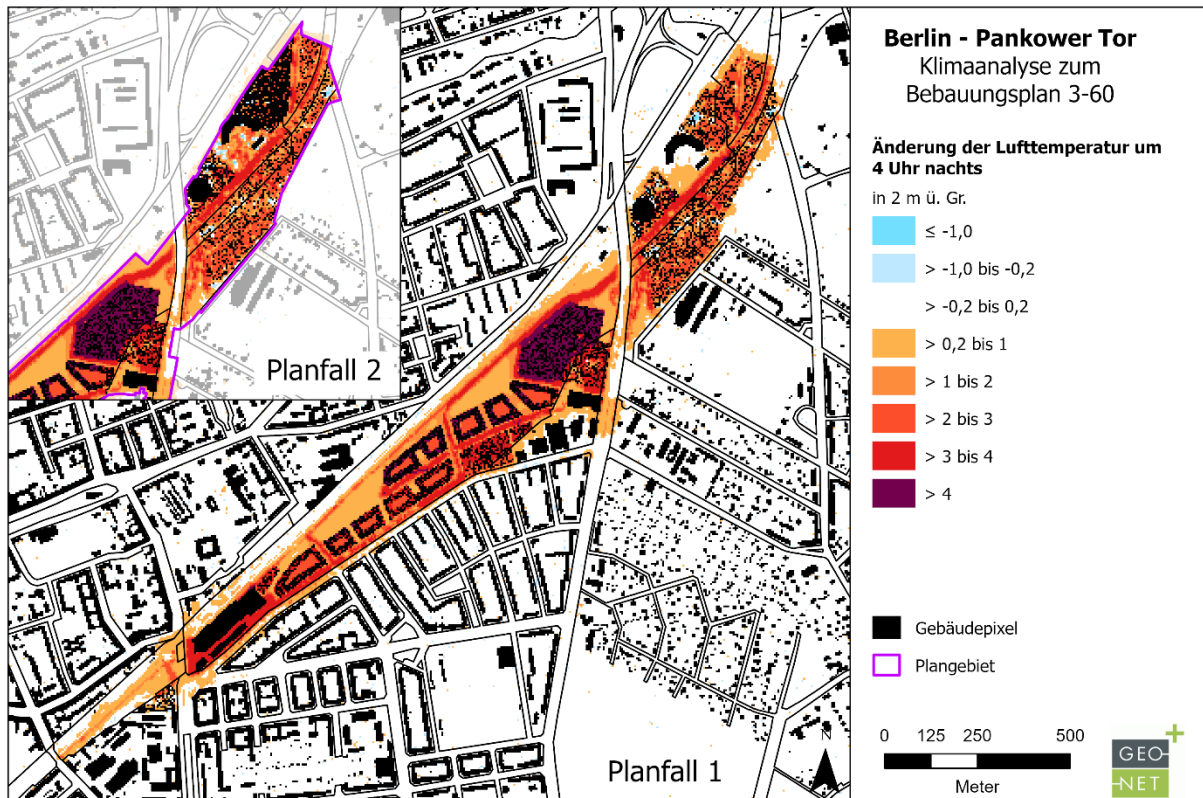 Planfall 2
Planfall 1
Berlin - Pankower Tor
Klimaanalyse zum
Bebauungsplan 3-60
Änderung der Lufttemperatur um
4 Uhr nachts
in 2 m ü. Gr.
≤ -1,0
> -1,0 bis -0,2
> -0,2 bis 0,2
> 0,2 bis 1
> 1 bis 2
> 2 bis 3
> 3 bis 4
> 4
Gebäudepixel
Plangebiet
0 125 250 500
Meter
N
GEO
NET